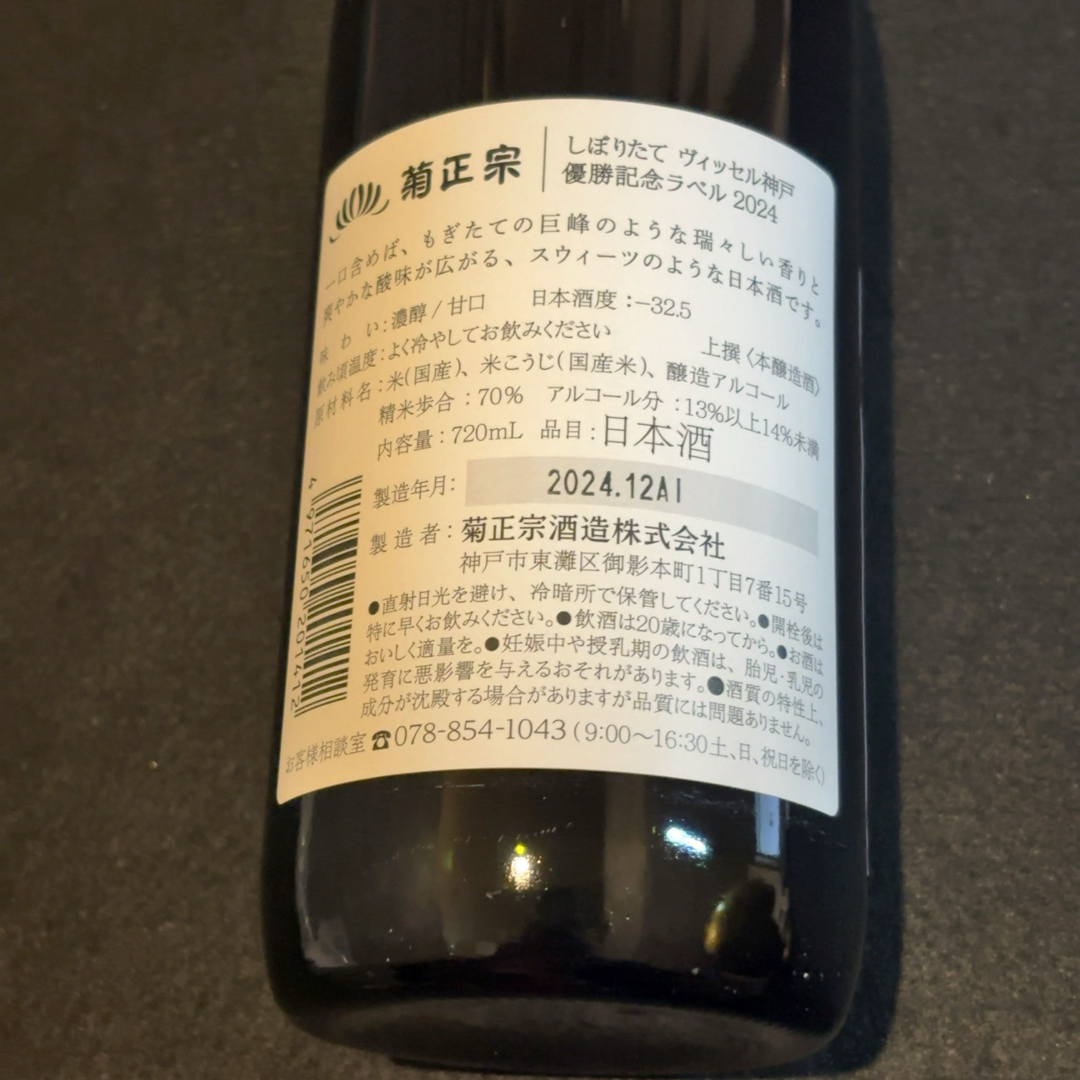 菊正宗
しぼりたて ヴィッセル神戸
優勝記念ラベル 2024
一口含めば、もぎたての巨峰のような瑞々しい香りと
爽やかな酸味が広がる、スウィーツのような日本酒です。
味わい:濃醇/甘口 日本酒度:−32.5
飲み頃温度:よく冷やしてお飲みください 上撰〈本醸造酒〉
原材料名:米(国産)、米こうじ(国産米)、醸造アルコール
精米歩合:70% アルコール分:13%以上14%未満
内容量:720mL 品目:日本酒
製造年月: 2024.12AI
製造者:菊正宗酒造株式会社
神戸市東灘区御影本町1丁目7番15号
●直射日光を避け、冷暗所で保管してください。●開栓後は
特に早くお飲みください。●飲酒は20歳になってから。●お酒は
おいしく適量を。●妊娠中や授乳期の飲酒は、胎児・乳児の
発育に悪影響を与えるおそれがあります。●酒質の特性上、
成分が沈殿する場合がありますが品質には問題ありません。
お客様相談室☎078-854-1043(9:00〜16:30土、日、祝日を除く)
4 971650 201412